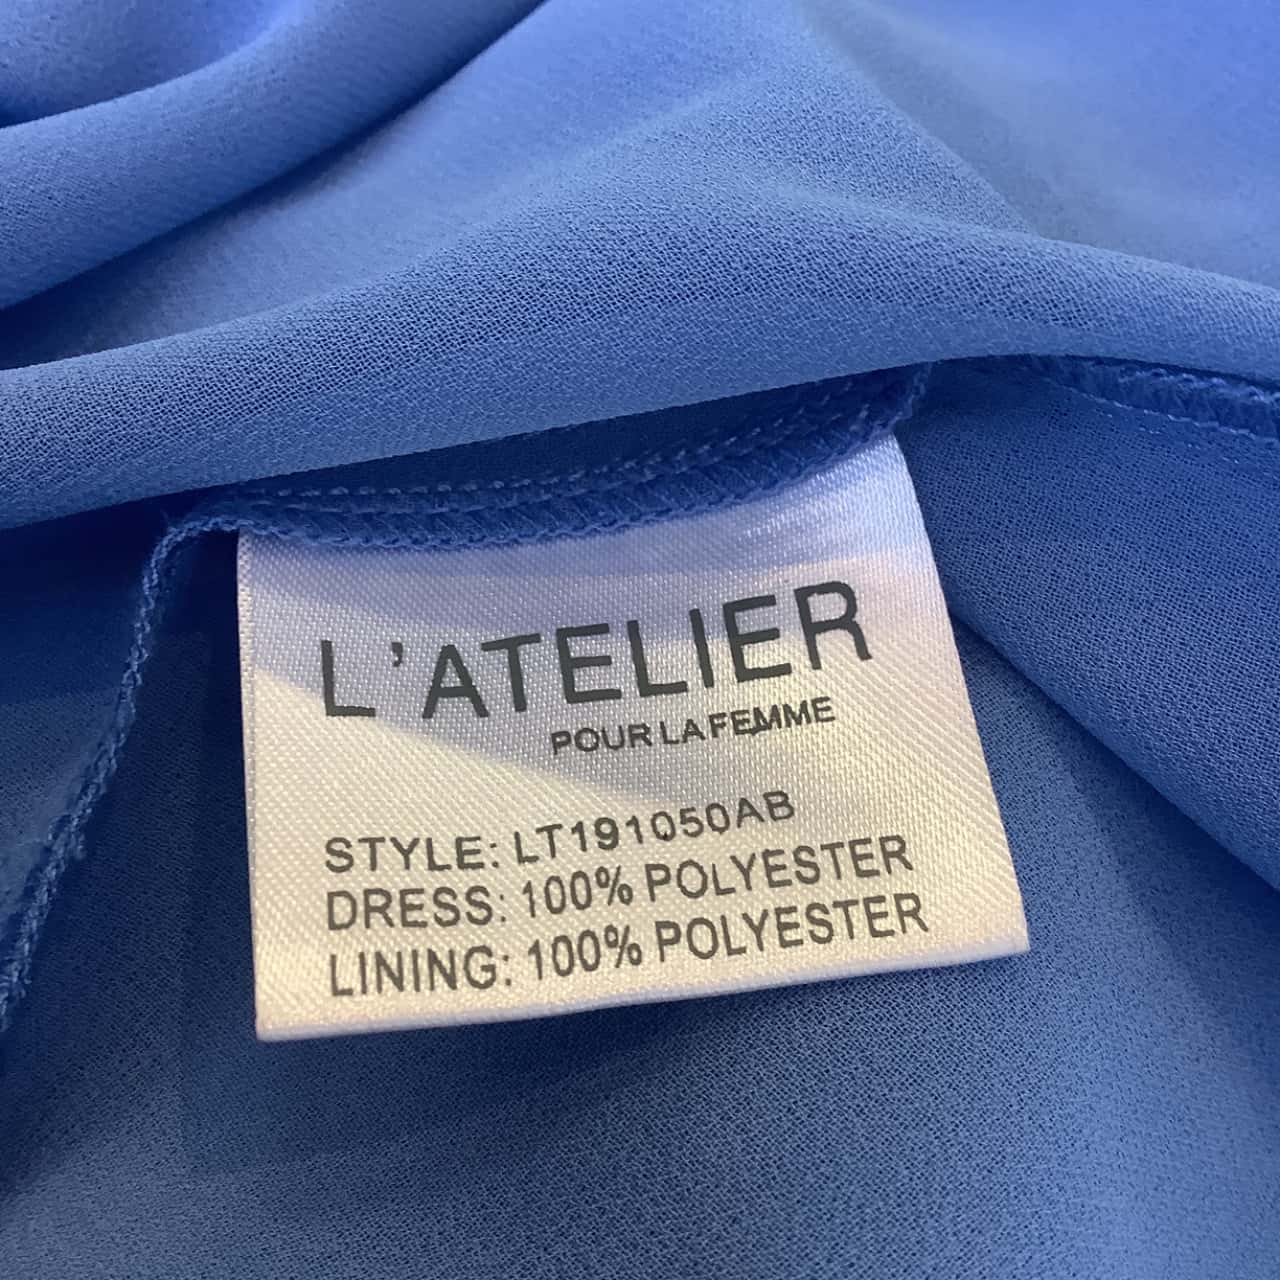 L'ATELIER
POUR LA FEMME
STYLE: LT191050AB
DRESS: 100% POLYESTER
LINING: 100% POLYESTER